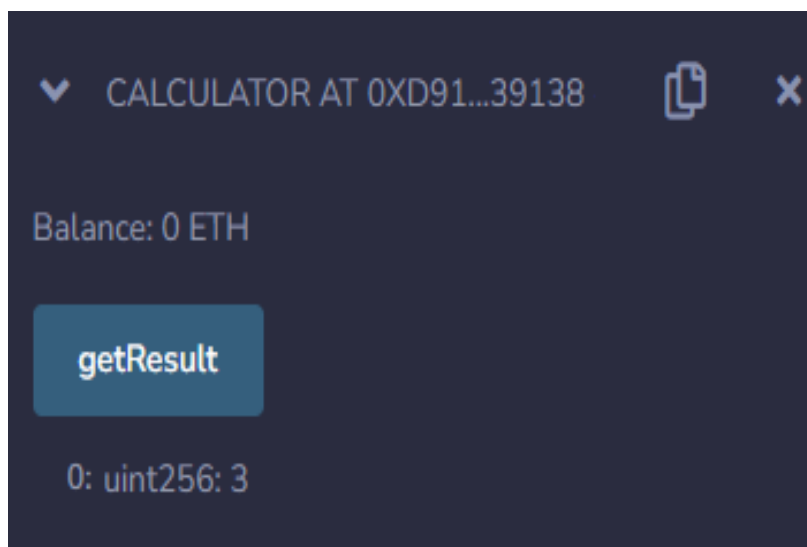 CALCULATOR AT 0XD91...39138
Balance: 0 ETH
getResult
0: uint256: 3